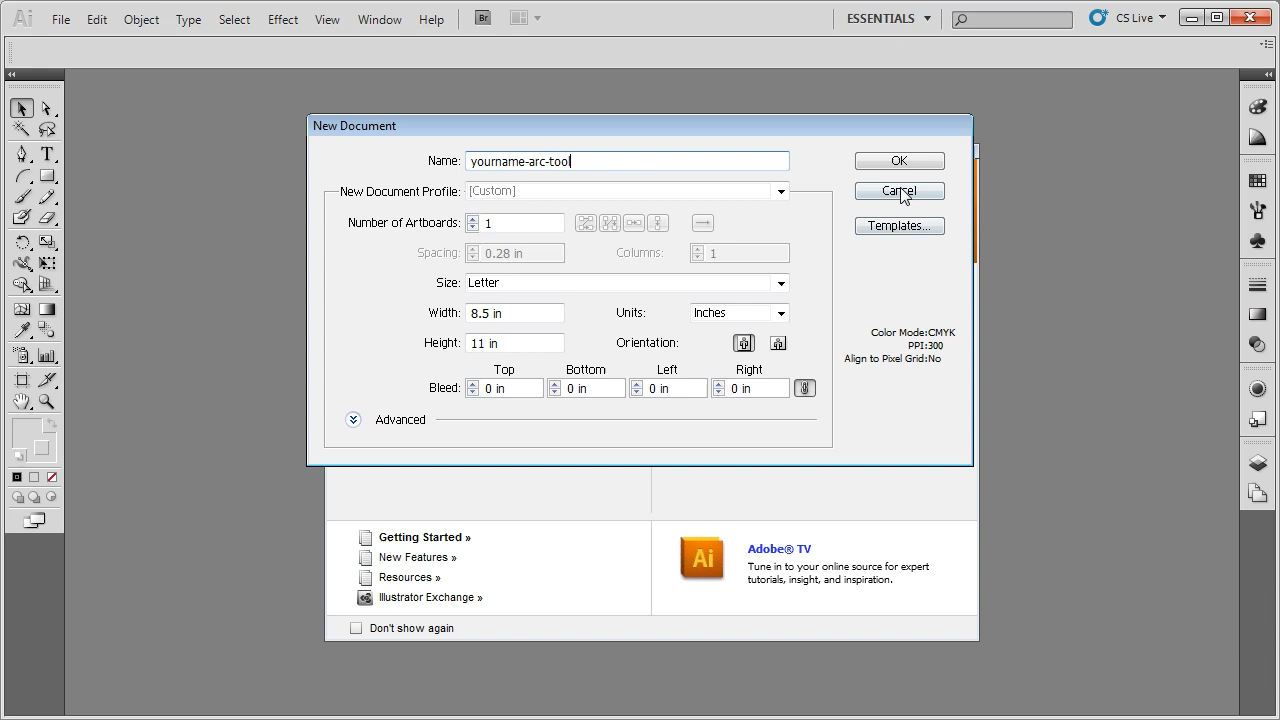 Ai File Edit Object Type Select Effect View Window Help Br ESSENTIALS CS Live
New Document
Name: yourname-arc-tool OK
New Document Profile: [Custom] Cancel
Number of Artboards: 1 Templates...
Spacing: 0.28 in Columns: 1
Size: Letter
Width: 8.5 in Units: Inches
Height: 11 in Orientation:
Color Mode:CMYK
PPI:300
Align to Pixel Grid:No
Top Bottom Left Right
Bleed: 0 in 0 in 0 in 0 in
Advanced
Getting Started »
New Features »
Resources »
Illustrator Exchange »
Ai
Adobe® TV
Tune in to your online source for expert
tutorials, insight, and inspiration.
Don't show again